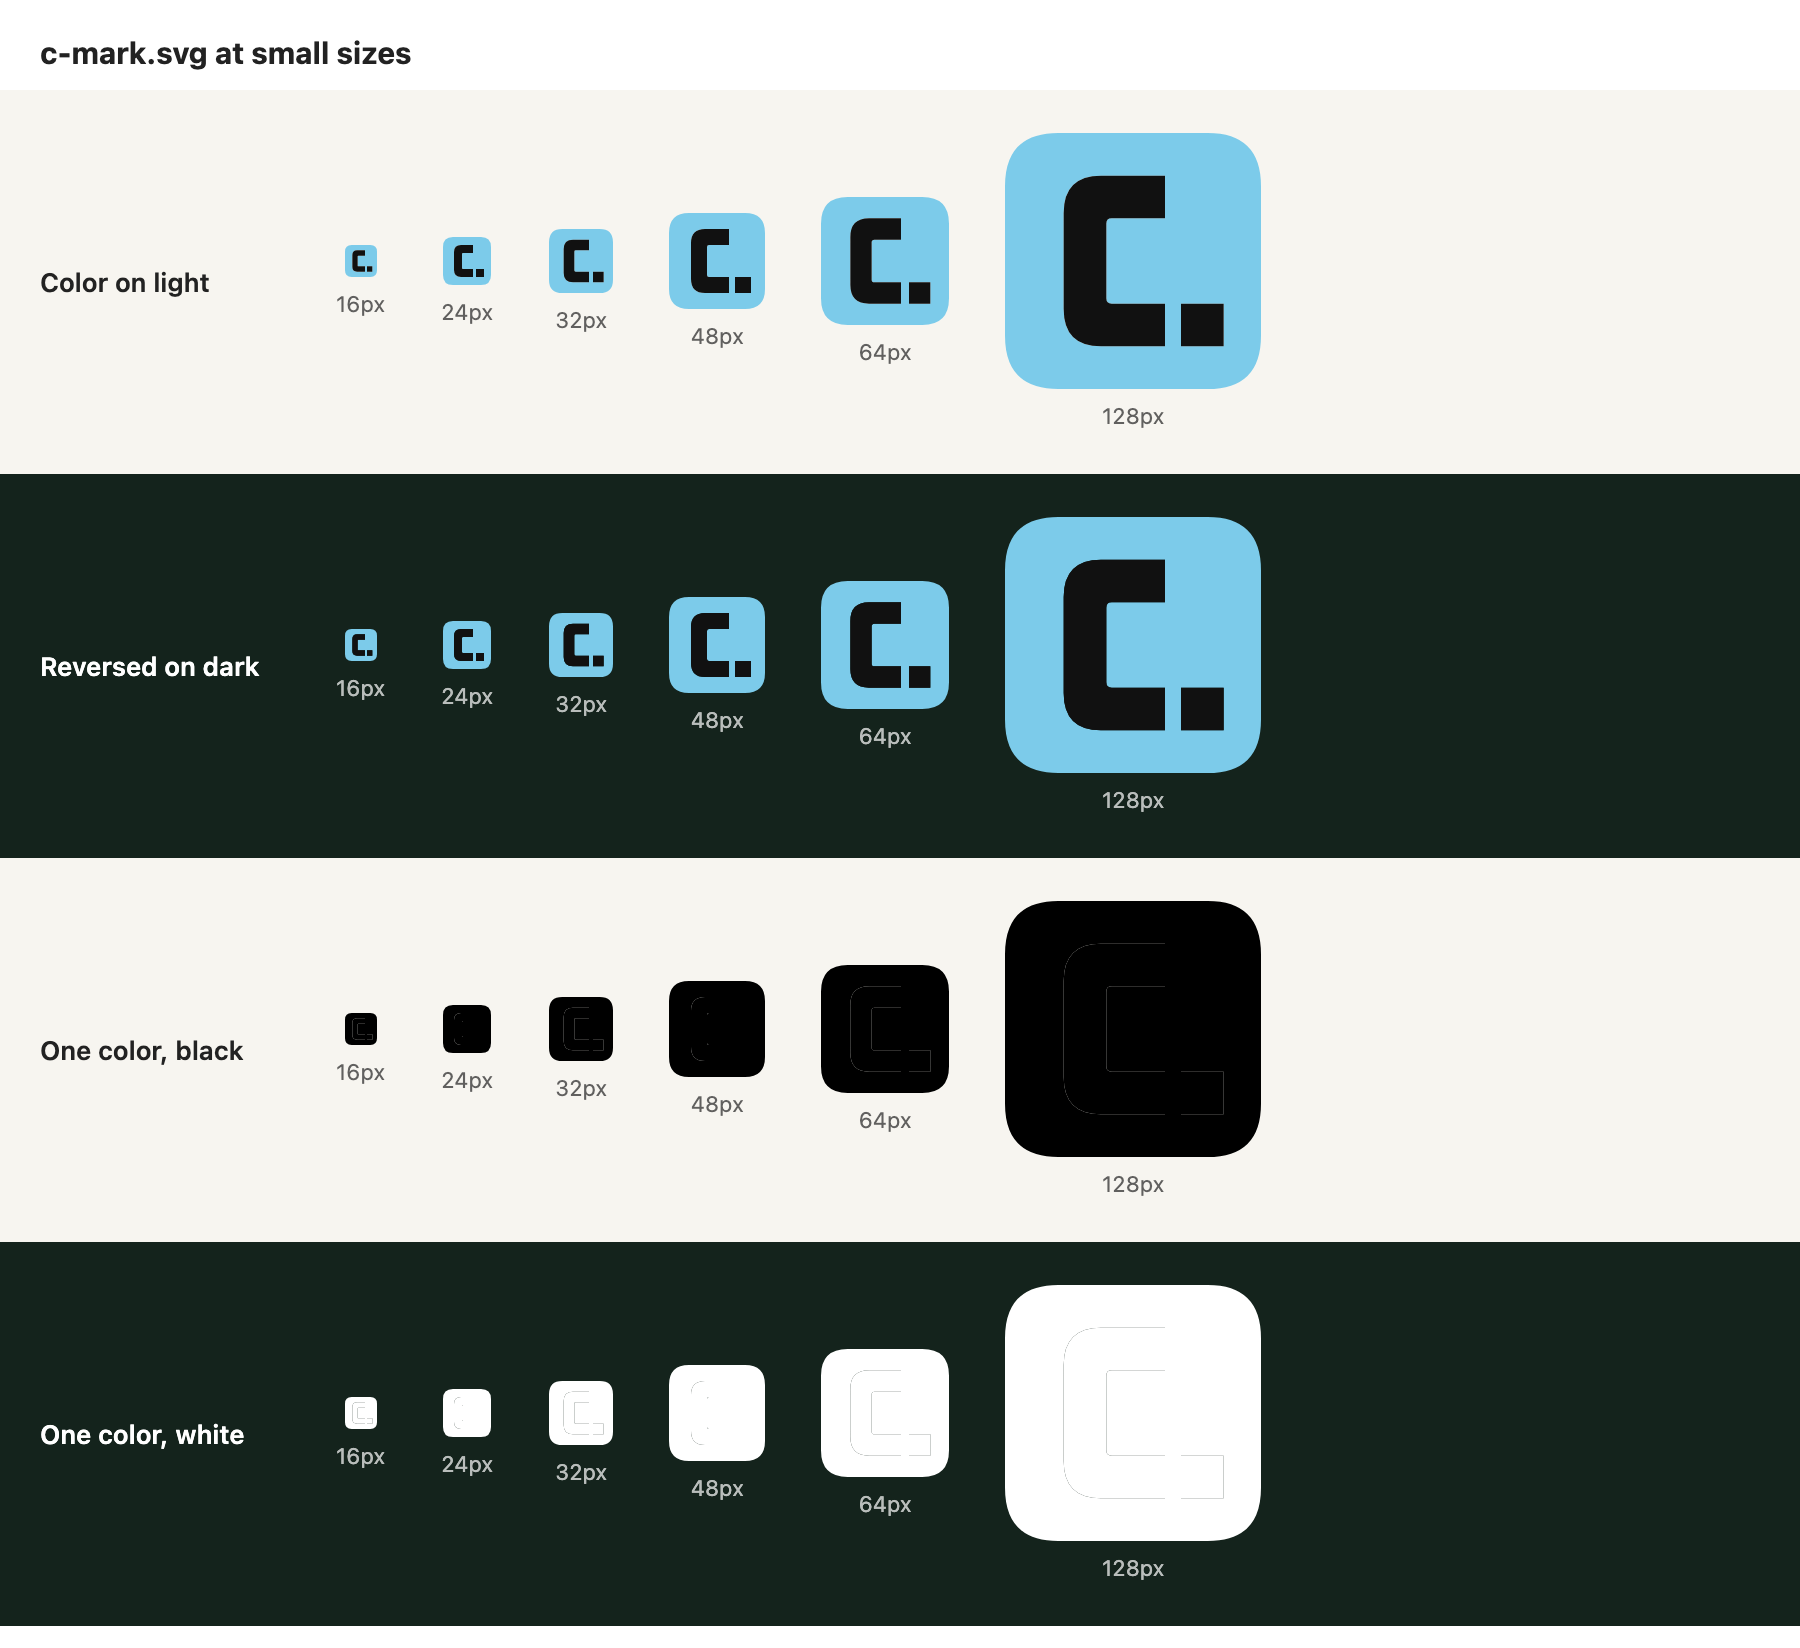 c-mark.svg at small sizes
Color on light
C. C. C. C. C. C.
16px 24px 32px 48px 64px 128px
Reversed on dark
C. C. C. C. C. C.
16px 24px 32px 48px 64px 128px
One color, black
C. C. C. C. C. C.
16px 24px 32px 48px 64px 128px
One color, white
C. C. C. C. C. C.
16px 24px 32px 48px 64px 128px